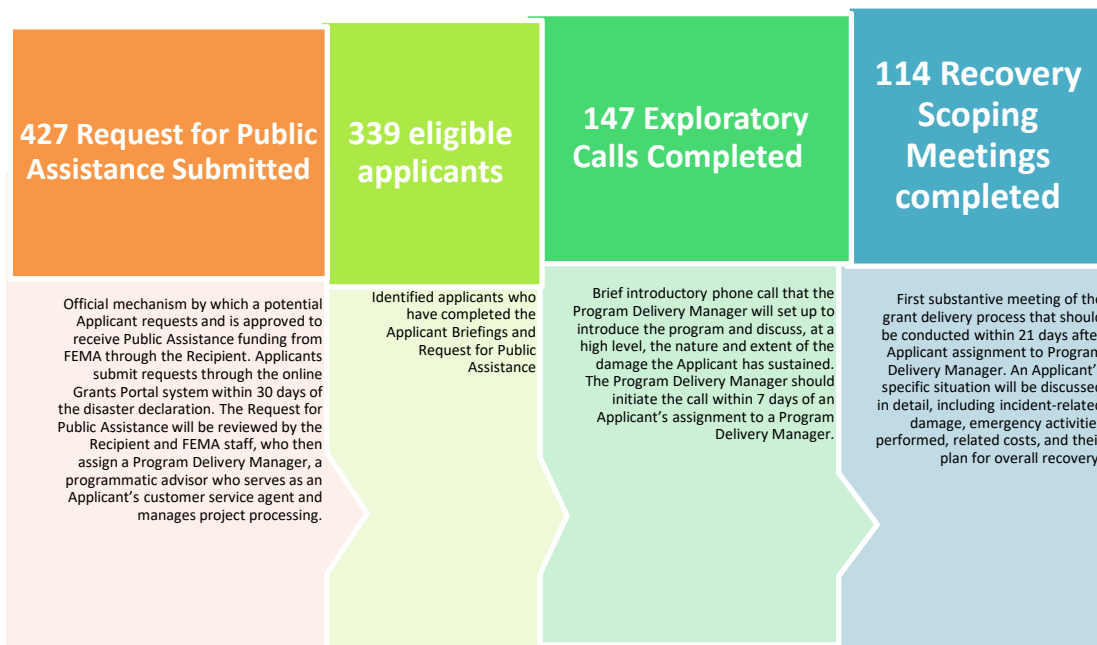 427 Request for Public
Assistance Submitted
Official mechanism by which a potential
Applicant requests and is approved to
receive Public Assistance funding from
FEMA through the Recipient. Applicants
submit requests through the online
Grants Portal system within 30 days of
the disaster declaration. The Request for
Public Assistance will be reviewed by the
Recipient and FEMA staff, who then
assign a Program Delivery Manager, a
programmatic advisor who serves as an
Applicant’s customer service agent and
manages project processing.
339 eligible
applicants
Identified applicants who
have completed the
Applicant Briefings and
Request for Public
Assistance
147 Exploratory
Calls Completed
Brief introductory phone call that the
Program Delivery Manager will set up to
introduce the program and discuss, at a
high level, the nature and extent of the
damage the Applicant has sustained.
The Program Delivery Manager should
initiate the call within 7 days of an
Applicant’s assignment to a Program
Delivery Manager.
114 Recovery
Scoping
Meetings
completed
First substantive meeting of the
grant delivery process that should
be conducted within 21 days after
Applicant assignment to Program
Delivery Manager. An Applicant’
specific situation will be discussed
in detail, including incident-related
damage, emergency activitie
performed, related costs, and their
plan for overall recovery